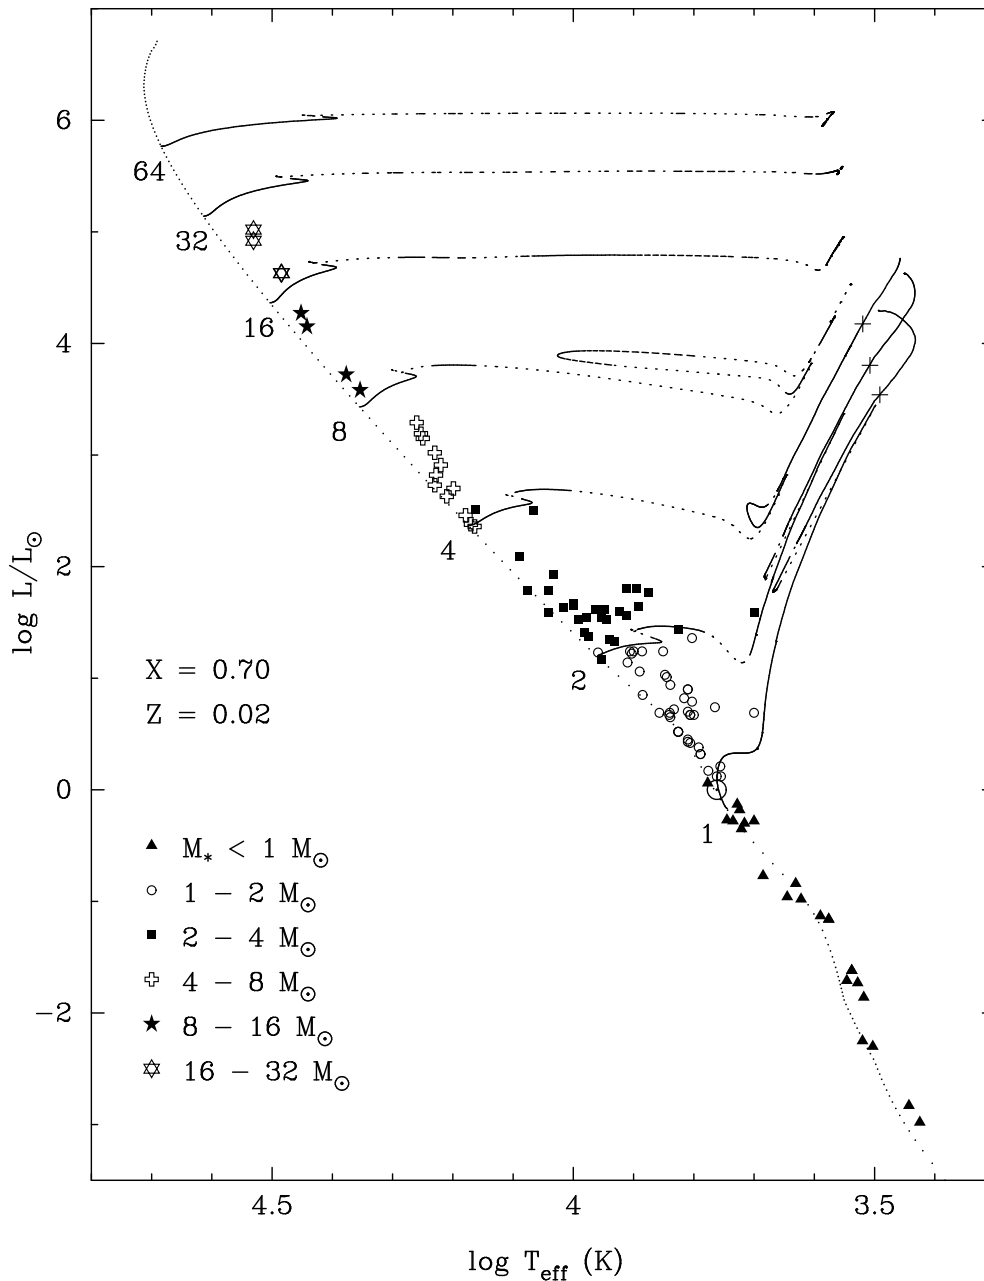 6
64
32
16
4
8
4
log L/L☉
2
2
X = 0.70
Z = 0.02
0
1
M* < 1 M☉
1 – 2 M☉
2 – 4 M☉
4 – 8 M☉
−2
8 – 16 M☉
16 – 32 M☉
4.5 4 3.5
log Teff (K)